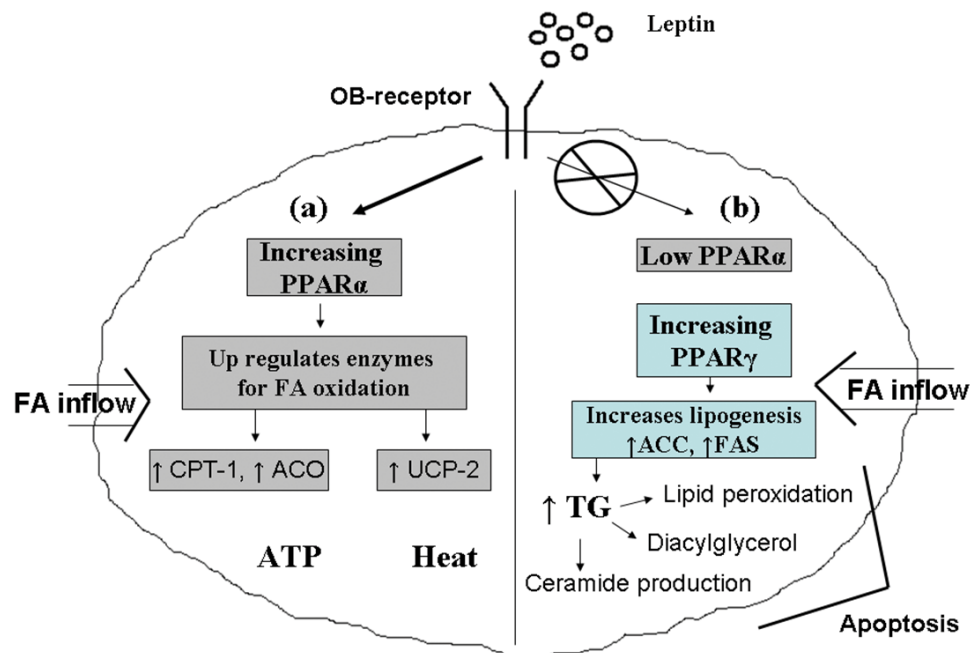 Leptin
OB-receptor
(a)
Increasing
PPARα
Up regulates enzymes
for FA oxidation
FA inflow
↑ CPT-1, ↑ ACO
↑ UCP-2
ATP
Heat
(b)
Low PPARα
Increasing
PPARγ
FA inflow
Increases lipogenesis
↑ACC, ↑FAS
↑ TG
Lipid peroxidation
Diacylglycerol
Ceramide production
Apoptosis